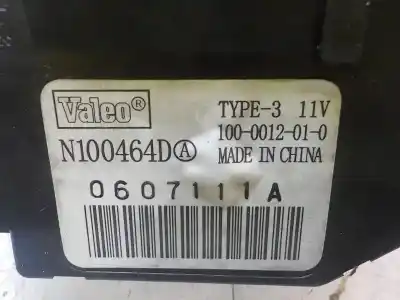 Valeo® TYPE-3 11V
100-0012-01-0
N100464DⒶ MADE IN CHINA
0607111A